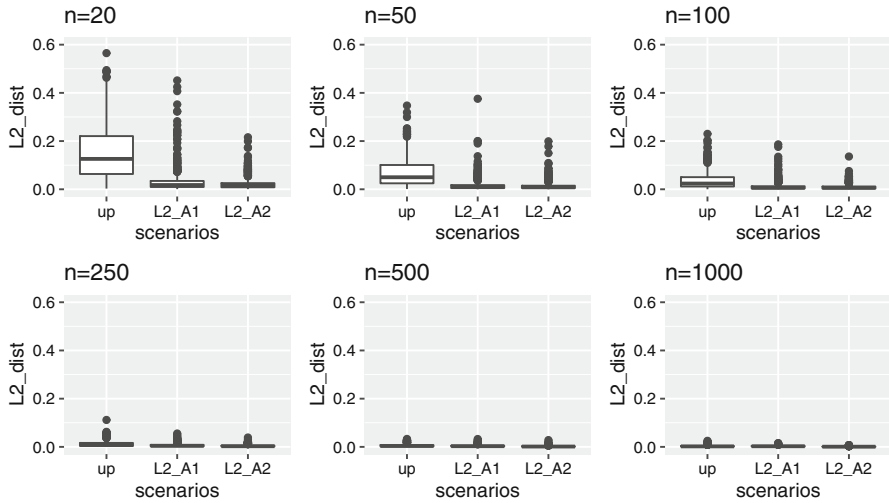 n=20
n=50
n=100
L2_dist
0.6
0.4
0.2
0.0
up
L2_A1
L2_A2
scenarios
L2_dist
0.6
0.4
0.2
0.0
up
L2_A1
L2_A2
scenarios
L2_dist
0.6
0.4
0.2
0.0
up
L2_A1
L2_A2
scenarios
n=250
n=500
n=1000
L2_dist
0.6
0.4
0.2
0.0
up
L2_A1
L2_A2
scenarios
L2_dist
0.6
0.4
0.2
0.0
up
L2_A1
L2_A2
scenarios
L2_dist
0.6
0.4
0.2
0.0
up
L2_A1
L2_A2
scenarios